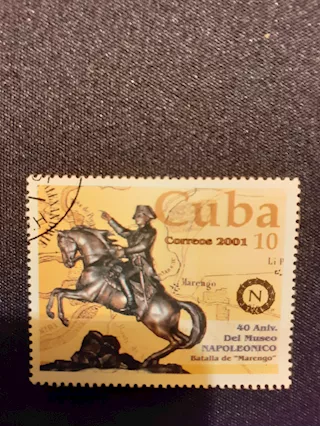 Cuba
Correos 2001 10
Marengo
N
40 Aniv.
Del Museo
NAPOLEONICO
Batalla de "Marengo"